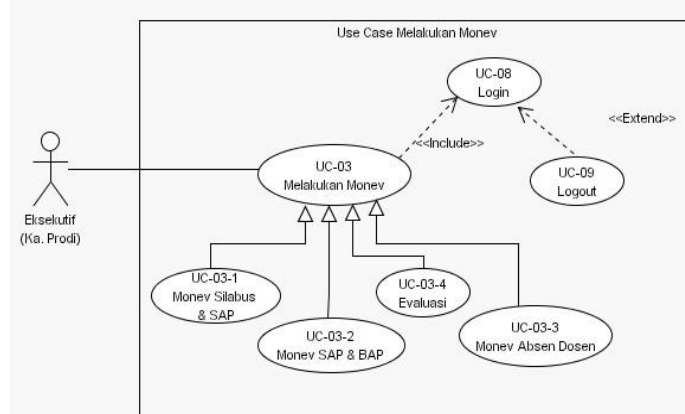 Use Case Melakukan Monev
UC-08
Login
<<Extend>>
<<Include>>
UC-03
Melakukan Monev
UC-09
Logout
Eksekutif
(Ka. Prodi)
UC-03-1
Monev Silabus
& SAP
UC-03-4
Evaluasi
UC-03-2
Monev SAP & BAP
UC-03-3
Monev Absen Dosen